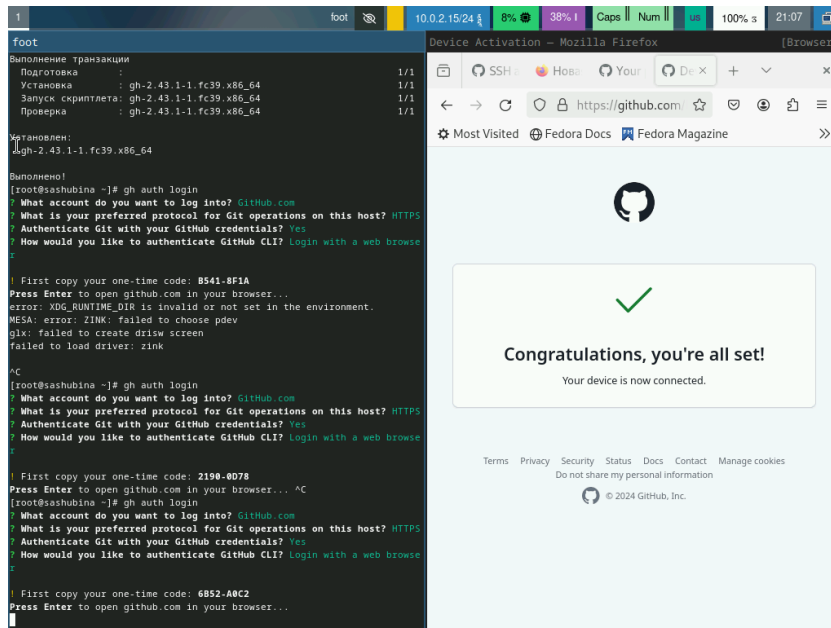 1
foot
10.0.2.15/24
8%
38%
Caps
Num
us
100%
21:07
foot
Выполнение транзакции
Подготовка : 1/1
Установка : gh-2.43.1-1.fc39.x86_64 1/1
Запуск скриптлета: gh-2.43.1-1.fc39.x86_64 1/1
Проверка : gh-2.43.1-1.fc39.x86_64 1/1
Установлен:
gh-2.43.1-1.fc39.x86_64
Выполнено!
[root@sashubina ~]# gh auth login
? What account do you want to log into? GitHub.com
? What is your preferred protocol for Git operations on this host? HTTPS
? Authenticate Git with your GitHub credentials? Yes
? How would you like to authenticate GitHub CLI? Login with a web browse
r
! First copy your one-time code: B541-8F1A
Press Enter to open github.com in your browser...
error: XDG_RUNTIME_DIR is invalid or not set in the environment.
MESA: error: ZINK: failed to choose pdev
glx: failed to create drisw screen
failed to load driver: zink
^C
[root@sashubina ~]# gh auth login
? What account do you want to log into? GitHub.com
? What is your preferred protocol for Git operations on this host? HTTPS
? Authenticate Git with your GitHub credentials? Yes
? How would you like to authenticate GitHub CLI? Login with a web browse
r
! First copy your one-time code: 2190-0D78
Press Enter to open github.com in your browser... ^C
[root@sashubina ~]# gh auth login
? What account do you want to log into? GitHub.com
? What is your preferred protocol for Git operations on this host? HTTPS
? Authenticate Git with your GitHub credentials? Yes
? How would you like to authenticate GitHub CLI? Login with a web browse
r
! First copy your one-time code: 6B52-A0C2
Press Enter to open github.com in your browser...
Device Activation — Mozilla Firefox [Browser
SSH
Нова
Your
De
https://github.com
Most Visited Fedora Docs Fedora Magazine
Congratulations, you're all set!
Your device is now connected.
Terms Privacy Security Status Docs Contact Manage cookies
Do not share my personal information
© 2024 GitHub, Inc.